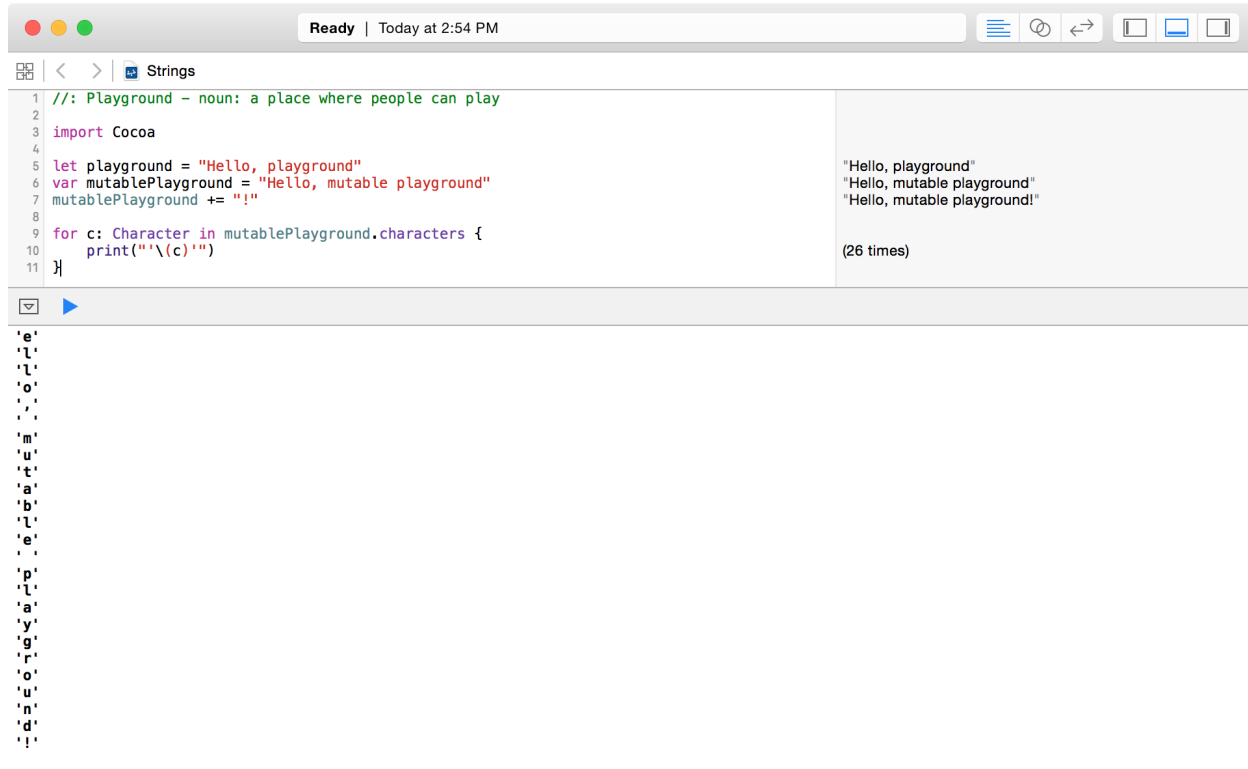 Ready | Today at 2:54 PM
Strings
1 //: Playground – noun: a place where people can play
2
3 import Cocoa
4
5 let playground = "Hello, playground" "Hello, playground"
6 var mutablePlayground = "Hello, mutable playground" "Hello, mutable playground"
7 mutablePlayground += "!" "Hello, mutable playground!"
8
9 for c: Character in mutablePlayground.characters {
10 print("'\(c)'") (26 times)
11 }
'e'
'l'
'l'
'o'
','
' '
'm'
'u'
't'
'a'
'b'
'l'
'e'
' '
'p'
'l'
'a'
'y'
'g'
'r'
'o'
'u'
'n'
'd'
'!'